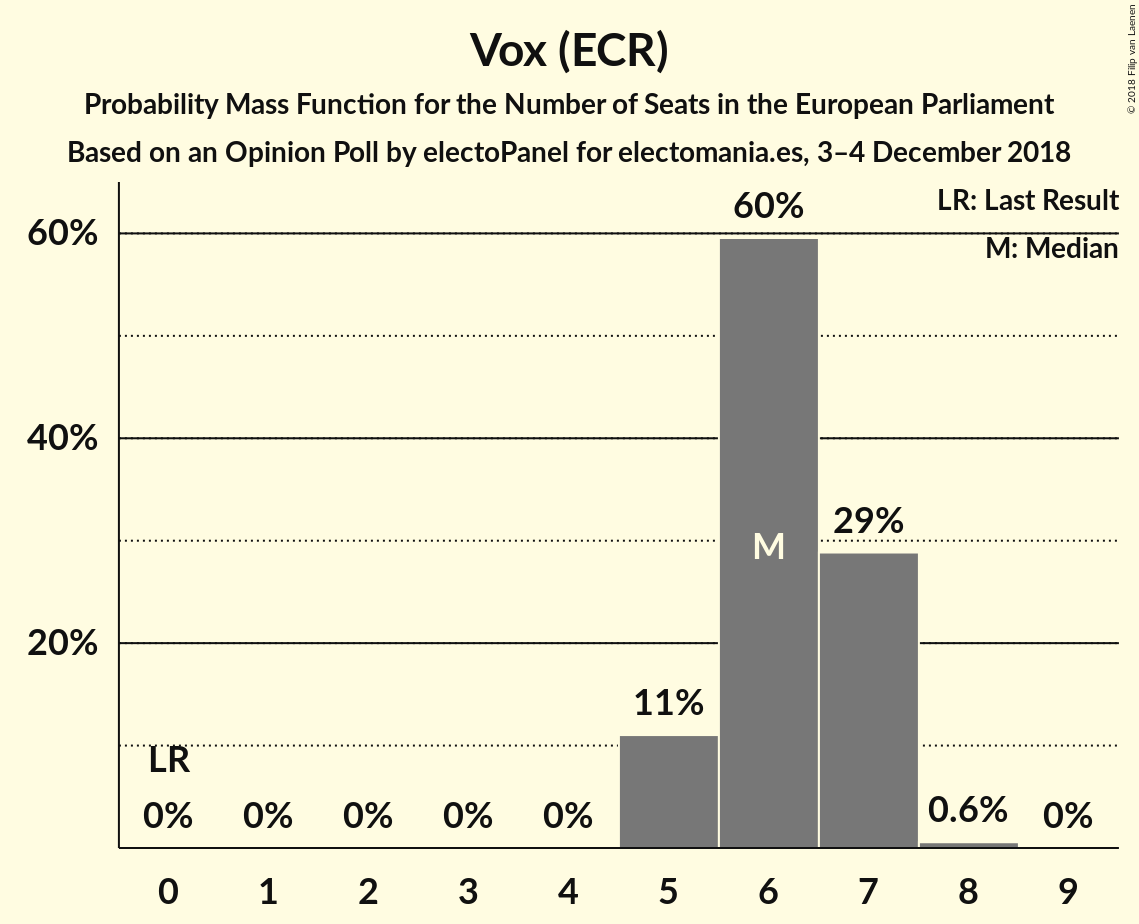 Vox (ECR)
Probability Mass Function for the Number of Seats in the European Parliament
Based on an Opinion Poll by electoPanel for electomania.es, 3–4 December 2018
© 2018 Filip van Laenen
LR: Last Result
M: Median
60%
40%
20%
LR
0%
0%
0%
0%
0%
11%
60%
M
29%
0.6%
0%
0 1 2 3 4 5 6 7 8 9